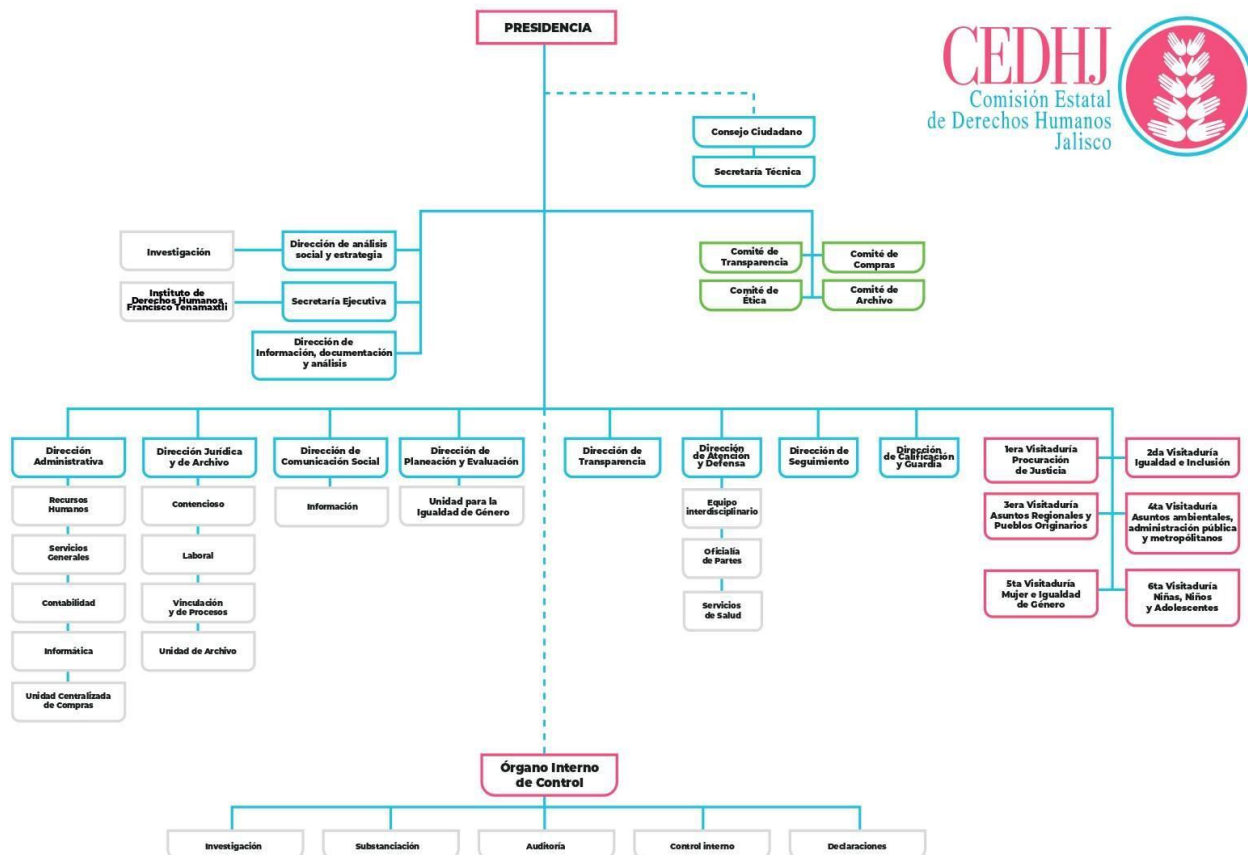 PRESIDENCIA
CEDHJ
Comisión Estatal
de Derechos Humanos
Jalisco
Consejo Ciudadano
Secretaría Técnica
Investigación
Dirección de análisis
social y estrategia
Instituto de
Derechos Humanos
Francisco Tenamaxtli
Secretaría Ejecutiva
Dirección de
Información, documentación
y análisis
Comité de
Transparencia
Comité de
Compras
Comité de
Ética
Comité de
Archivo
Dirección
Administrativa
Dirección Jurídica
y de Archivo
Dirección de
Comunicación Social
Dirección de
Planeación y Evaluación
Dirección de
Transparencia
Dirección
de Atención
y Defensa
Dirección de
Seguimiento
Dirección
de Calificación
y Guardia
1era Visitaduría
Procuración
de Justicia
2da Visitaduría
Igualdad e Inclusión
3era Visitaduría
Asuntos Regionales y
Pueblos Originarios
4ta Visitaduría
Asuntos ambientales,
administración pública
y metropólitanos
5ta Visitaduría
Mujer e Igualdad
de Género
6ta Visitaduría
Niñas, Niños
y Adolescentes
Recursos
Humanos
Servicios
Generales
Contabilidad
Informática
Unidad Centralizada
de Compras
Contencioso
Laboral
Vinculación
y de Procesos
Unidad de Archivo
Información
Unidad para la
Igualdad de Género
Equipo
interdisciplinario
Oficialía
de Partes
Servicios
de Salud
Órgano Interno
de Control
Investigación
Substanciación
Auditoría
Control interno
Declaraciones